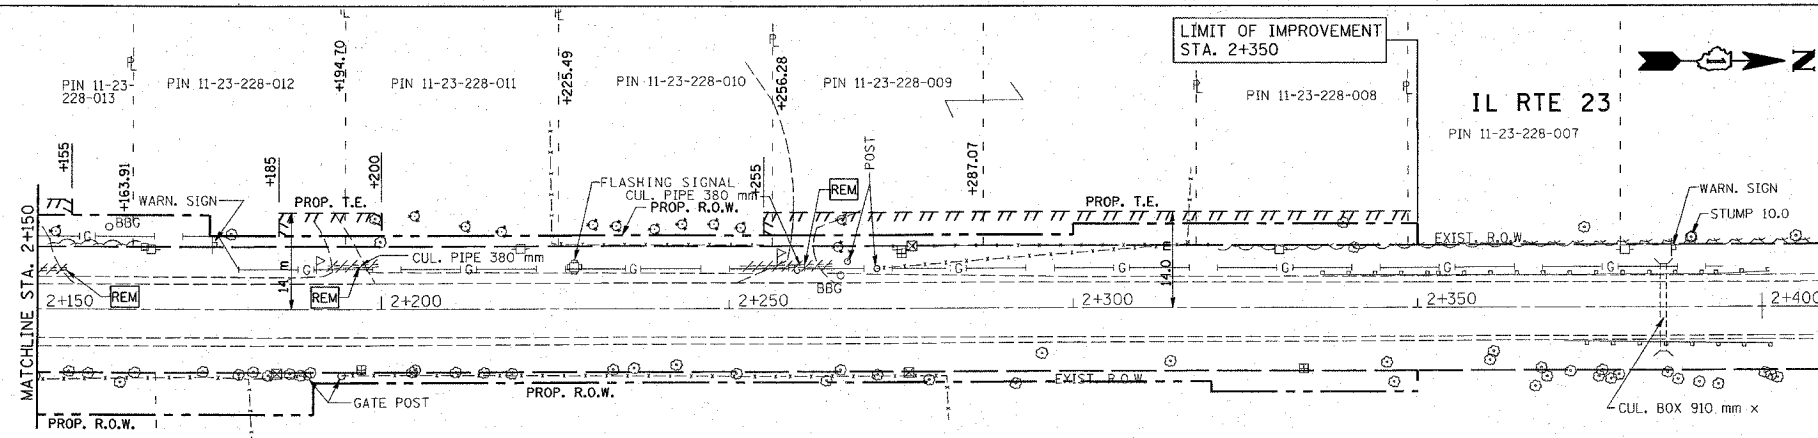 LIMIT OF IMPROVEMENT
STA. 2+350
N
IL RTE 23
PIN 11-23-
228-013
PIN 11-23-228-012
PIN 11-23-228-011
PIN 11-23-228-010
PIN 11-23-228-009
PIN 11-23-228-008
PIN 11-23-228-007
+155
+163.91
+185
+194.70
+200
+225.49
+255
+256.28
+287.07
POST
WARN. SIGN
BBG
PROP. T.E.
FLASHING SIGNAL
CUL. PIPE 380 mm
PROP. R.O.W.
REM
PROP. T.E.
WARN. SIGN
STUMP 10.0
EXIST. R.O.W.
CUL. PIPE 380 mm
14.0 m
REM
REM
BBG
G
G
G
G
G
G
G
G
G
G
MATCHLINE STA. 2+150
2+150
2+200
2+250
2+300
2+350
2+400
GATE POST
PROP. R.O.W.
PROP. R.O.W.
EXIST. R.O.W.
CUL. BOX 910 mm x